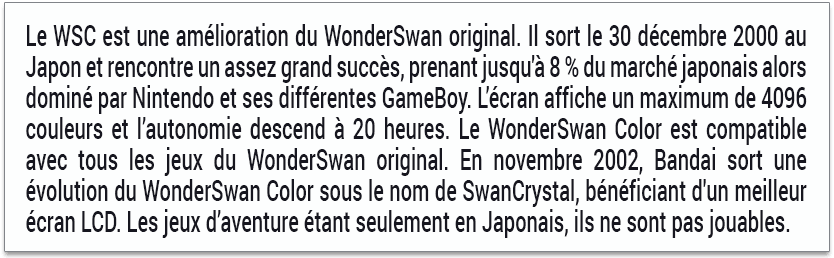 Le WSC est une amélioration du WonderSwan original. Il sort le 30 décembre 2000 au
Japon et rencontre un assez grand succès, prenant jusqu'à 8 % du marché japonais alors
dominé par Nintendo et ses différentes GameBoy. L’écran affiche un maximum de 4096
couleurs et l’autonomie descend à 20 heures. Le WonderSwan Color est compatible
avec tous les jeux du WonderSwan original. En novembre 2002, Bandai sort une
évolution du WonderSwan Color sous le nom de SwanCrystal, bénéficiant d'un meilleur
écran LCD. Les jeux d’aventure étant seulement en Japonais, ils ne sont pas jouables.